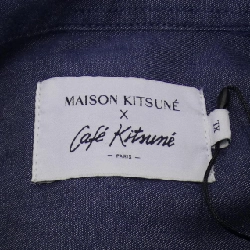 MAISON KITSUNÉ
X
Café Kitsuné
– PARIS –